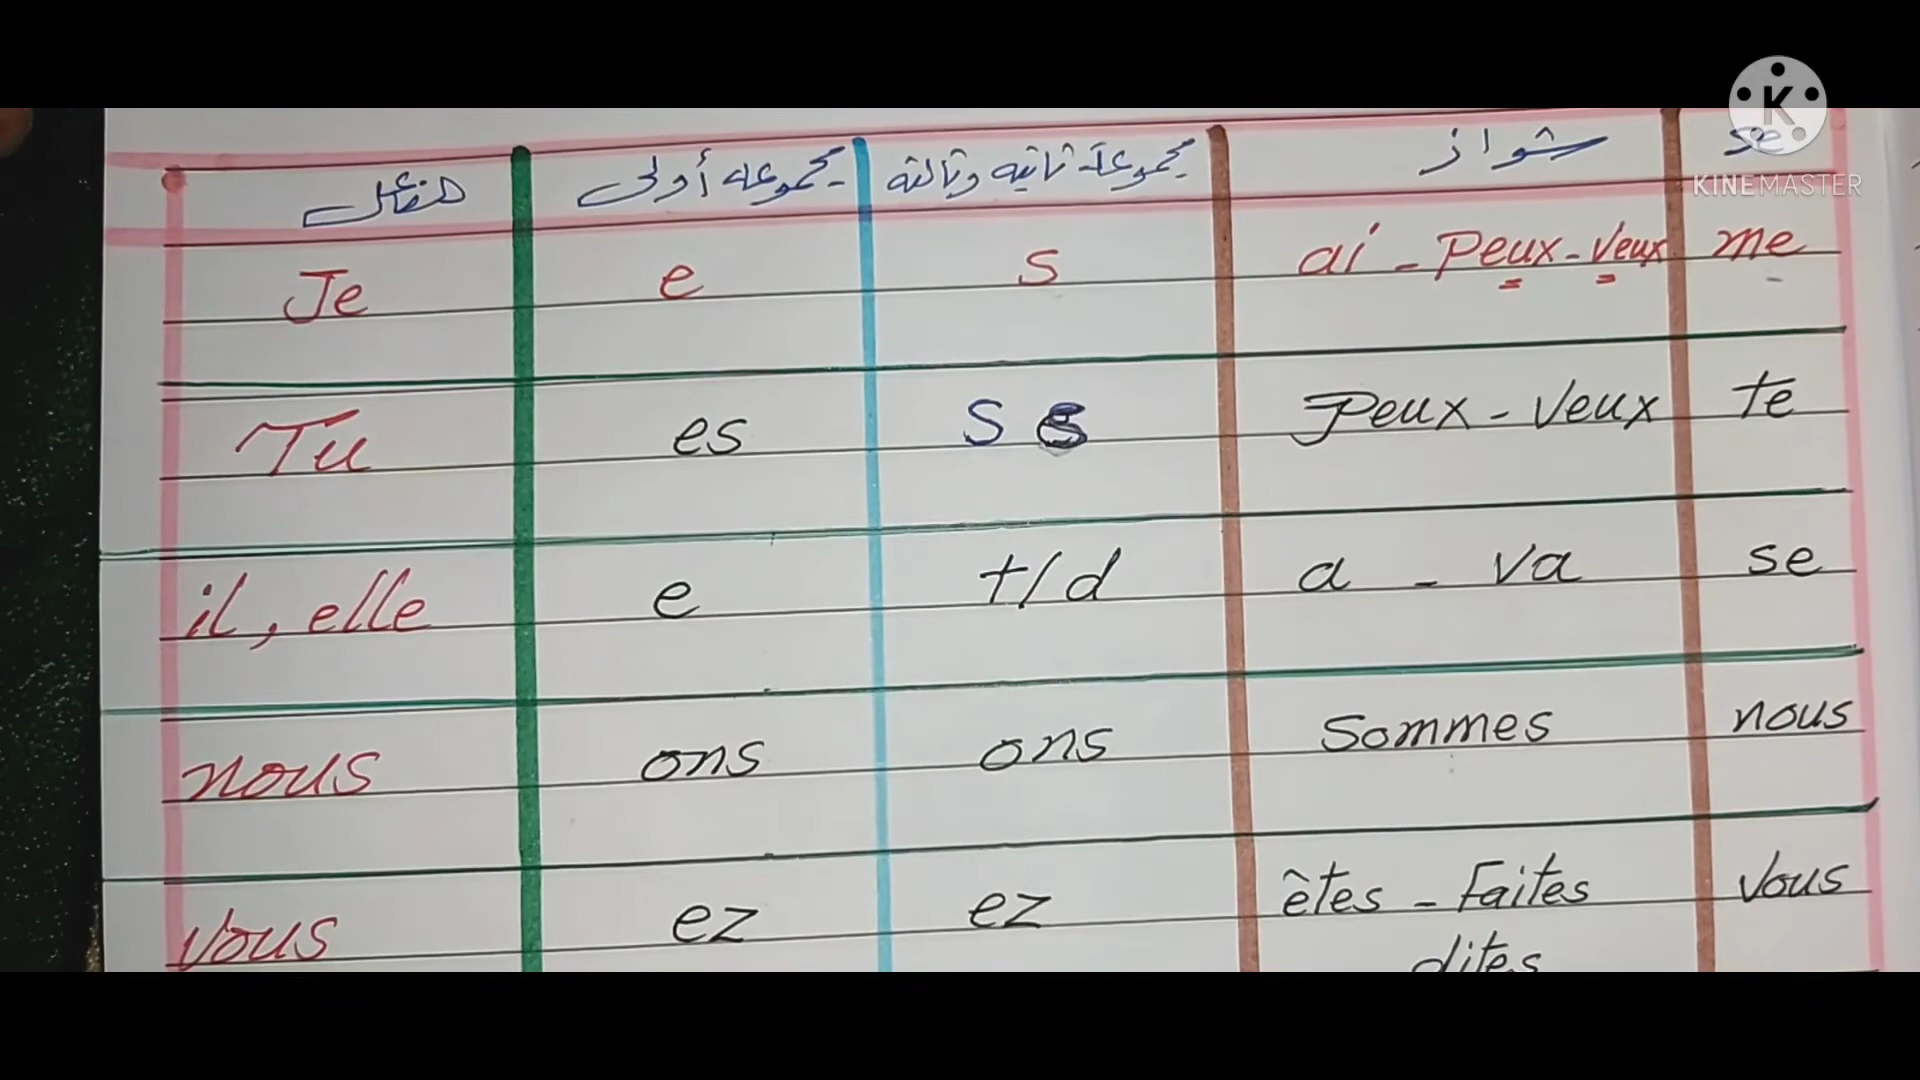 الفاعل مجموعة أولى مجموعة ثانية وثالثة شواذ se
Je e s ai - Peux - Veux me
Tu es s s Peux - Veux te
il, elle e t/d a - va se
nous ons ons Sommes nous
vous ez ez êtes - Faites vous
dites
KINEMASTER